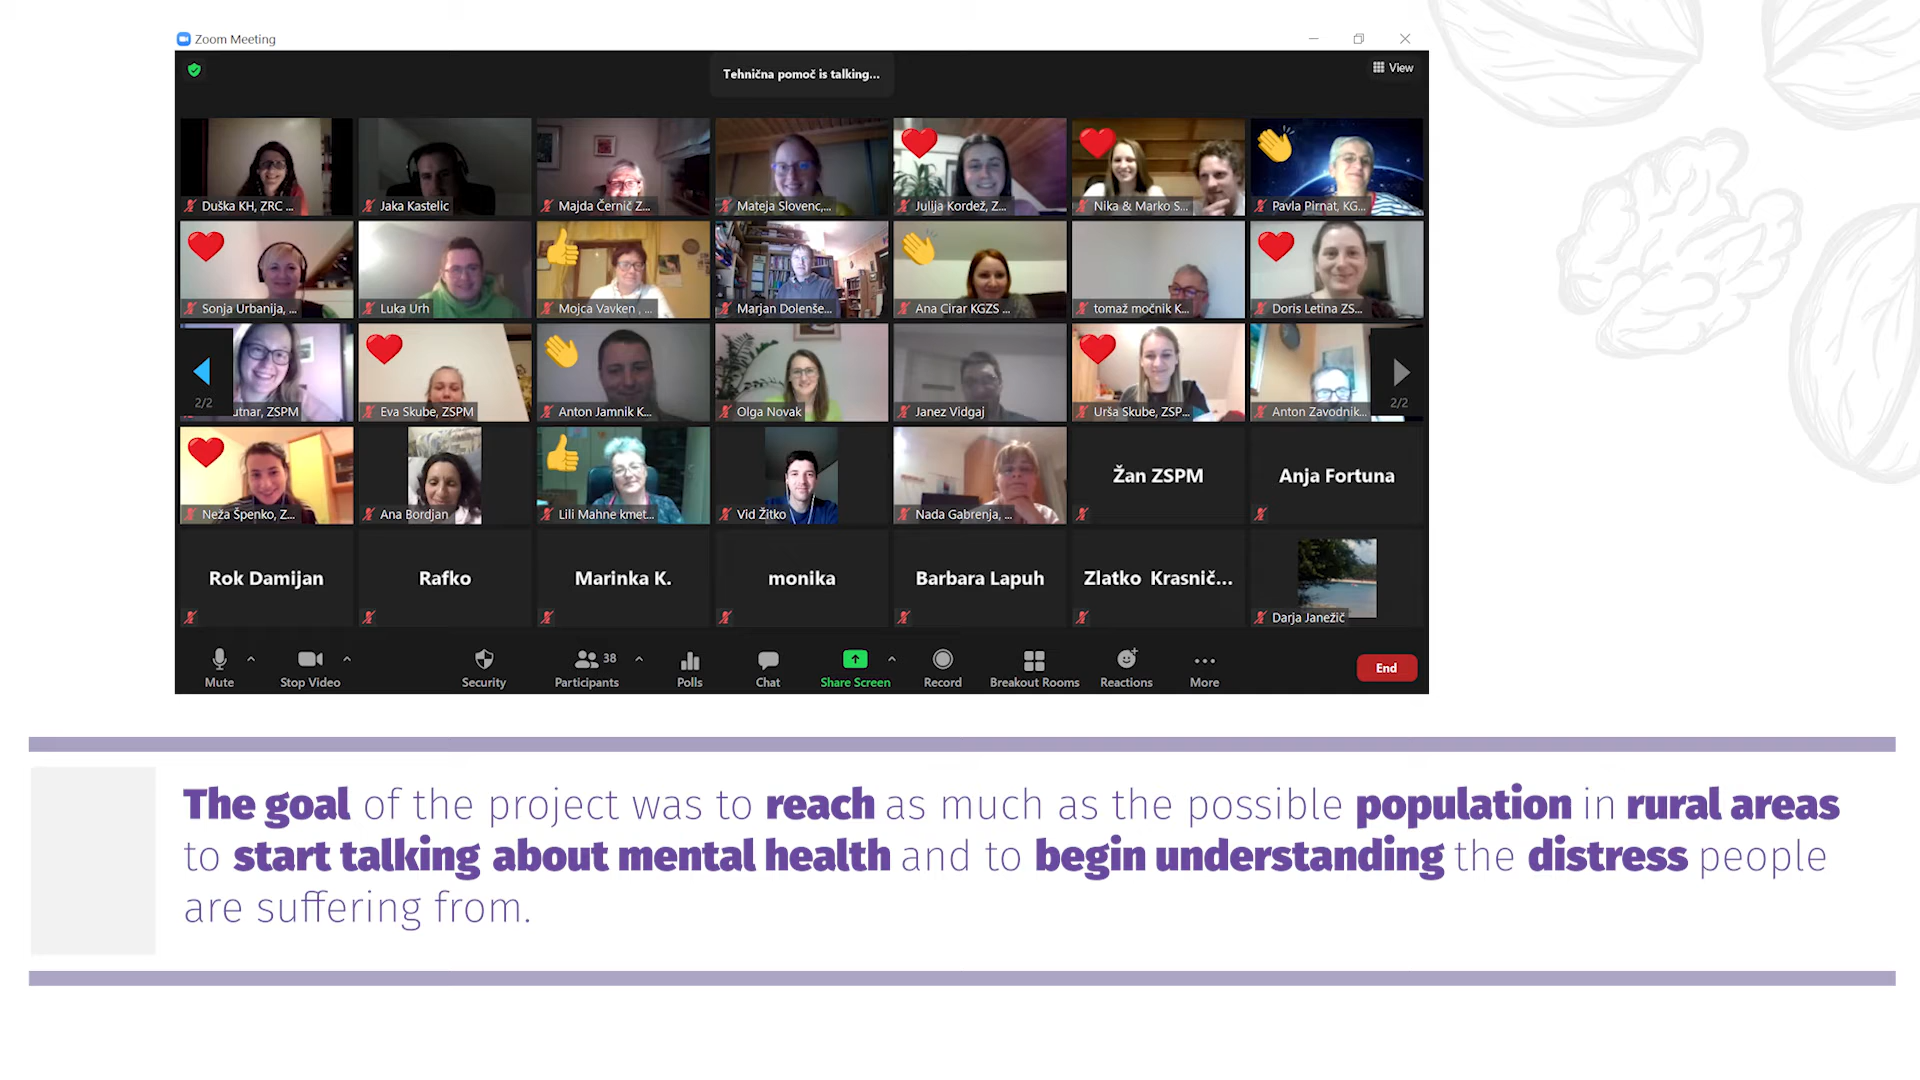 Zoom Meeting
Tehnična pomoč is talking...
View
Duška KH, ZRC ...
Jaka Kastelic
Majda Černič Z...
Mateja Slovenc,...
Julija Kordež, Z...
Nika & Marko S...
Pavla Pirnat, KG...
Sonja Urbanija, ...
Luka Urh
Mojca Vavken , ...
Marjan Dolenše...
Ana Cirar KGZS ...
tomaž močnik K...
Doris Letina ZS...
2/2
utnar, ZSPM
Eva Skube, ZSPM
Anton Jamnik K...
Olga Novak
Janez Vidgaj
Urša Skube, ZSP...
Anton Zavodnik...
2/2
Neža Špenko, Z...
Ana Bordjan
Lili Mahne kmet...
Vid Žitko
Nada Gabrenja, ...
Žan ZSPM
Anja Fortuna
Rok Damijan
Rafko
Marinka K.
monika
Barbara Lapuh
Zlatko Krasnič...
Darja Janežič
Mute
Stop Video
Security
38
Participants
Polls
Chat
Share Screen
Record
Breakout Rooms
Reactions
More
End
The goal of the project was to reach as much as the possible population in rural areas
to start talking about mental health and to begin understanding the distress people
are suffering from.